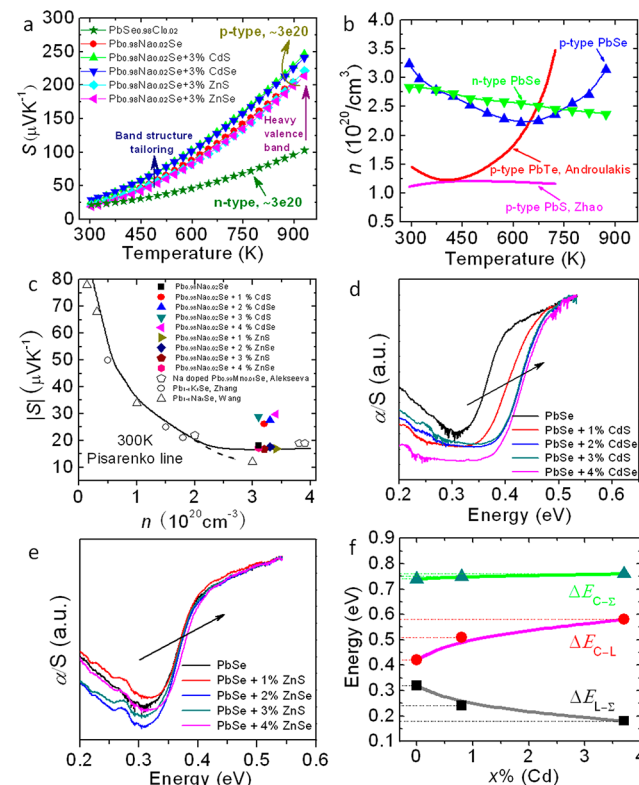 a
PbSe₀.₉₈Cl₀.₀₂
Pb₀.₉₈Na₀.₀₂Se
Pb₀.₉₈Na₀.₀₂Se+3% CdS
Pb₀.₉₈Na₀.₀₂Se+3% CdSe
Pb₀.₉₈Na₀.₀₂Se+3% ZnS
Pb₀.₉₈Na₀.₀₂Se+3% ZnSe
p-type, ~3e20
Band structure
tailoring
Heavy
valence
band
n-type, ~3e20
250
200
150
100
50
0
S (μVK⁻¹)
300 450 600 750 900
Temperature (K)
b
p-type PbSe
n-type PbSe
p-type PbTe, Androulakis
p-type PbS, Zhao
4.0
3.5
3.0
2.5
2.0
1.5
1.0
n (10²⁰/cm³)
300 450 600 750 900
Temperature (K)
c
Pb₀.₉₈Na₀.₀₂Se
Pb₀.₉₈Na₀.₀₂Se + 1 % CdS
Pb₀.₉₈Na₀.₀₂Se + 2 % CdSe
Pb₀.₉₈Na₀.₀₂Se + 3 % CdS
Pb₀.₉₈Na₀.₀₂Se + 4 % CdSe
Pb₀.₉₈Na₀.₀₂Se + 1 % ZnS
Pb₀.₉₈Na₀.₀₂Se + 2 % ZnSe
Pb₀.₉₈Na₀.₀₂Se + 3 % ZnS
Pb₀.₉₈Na₀.₀₂Se + 4 % ZnSe
Na doped Pb₀.₉₉Mn₀.₀₁Se, Alekseeva
Zhang
Wang
300K
Pisarenko line
80
70
60
50
40
30
20
10
0
|S| (μVK⁻¹)
0 1 2 3 4
n (10²⁰cm⁻³)
d
PbSe
PbSe + 1% CdS
PbSe + 2% CdSe
PbSe + 3% CdS
PbSe + 4% CdSe
α/S (a.u.)
0.2 0.3 0.4 0.5 0.6
Energy (eV)
e
PbSe
PbSe + 1% ZnS
PbSe + 2% ZnSe
PbSe + 3% ZnS
PbSe + 4% ZnSe
α/S (a.u.)
0.2 0.3 0.4 0.5 0.6
Energy (eV)
f
ΔE C−Σ
ΔE C−L
ΔE L−Σ
0.9
0.8
0.7
0.6
0.5
0.4
0.3
0.2
0.1
Energy (eV)
0 1 2 3 4
x% (Cd)